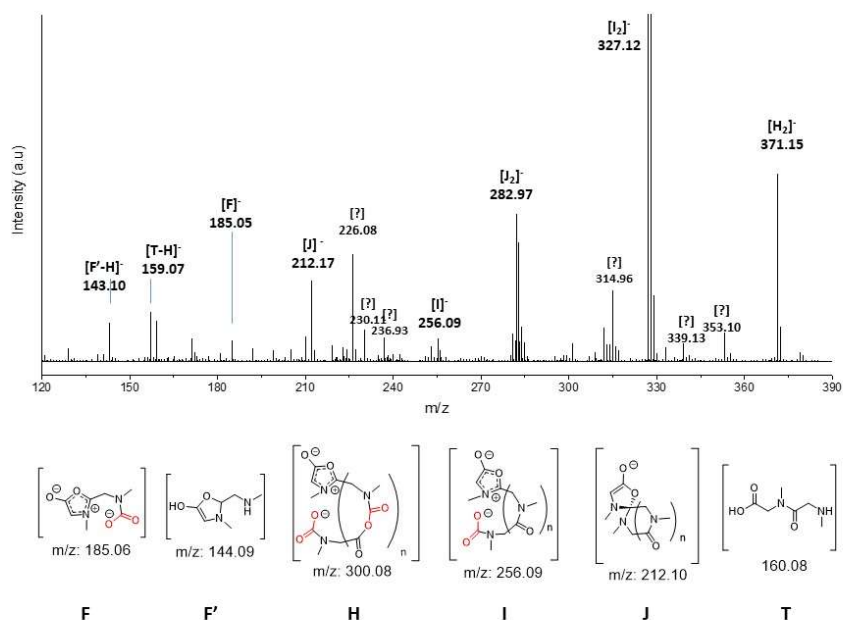 [I₂]⁻
327.12
[H₂]⁻
371.15
[J₂]⁻
282.97
[F]⁻
185.05
[?]
226.08
[J]⁻
212.17
[T-H]⁻
159.07
[F'-H]⁻
143.10
[?]
230.11
[?]
236.93
[I]⁻
256.09
[?]
314.96
[?]
339.13
[?]
353.10
Intensity (a.u)
120 150 180 210 240 270 300 330 360 390
m/z
m/z: 185.06
m/z: 144.09
m/z: 300.08
m/z: 256.09
m/z: 212.10
160.08
F F' H I J T